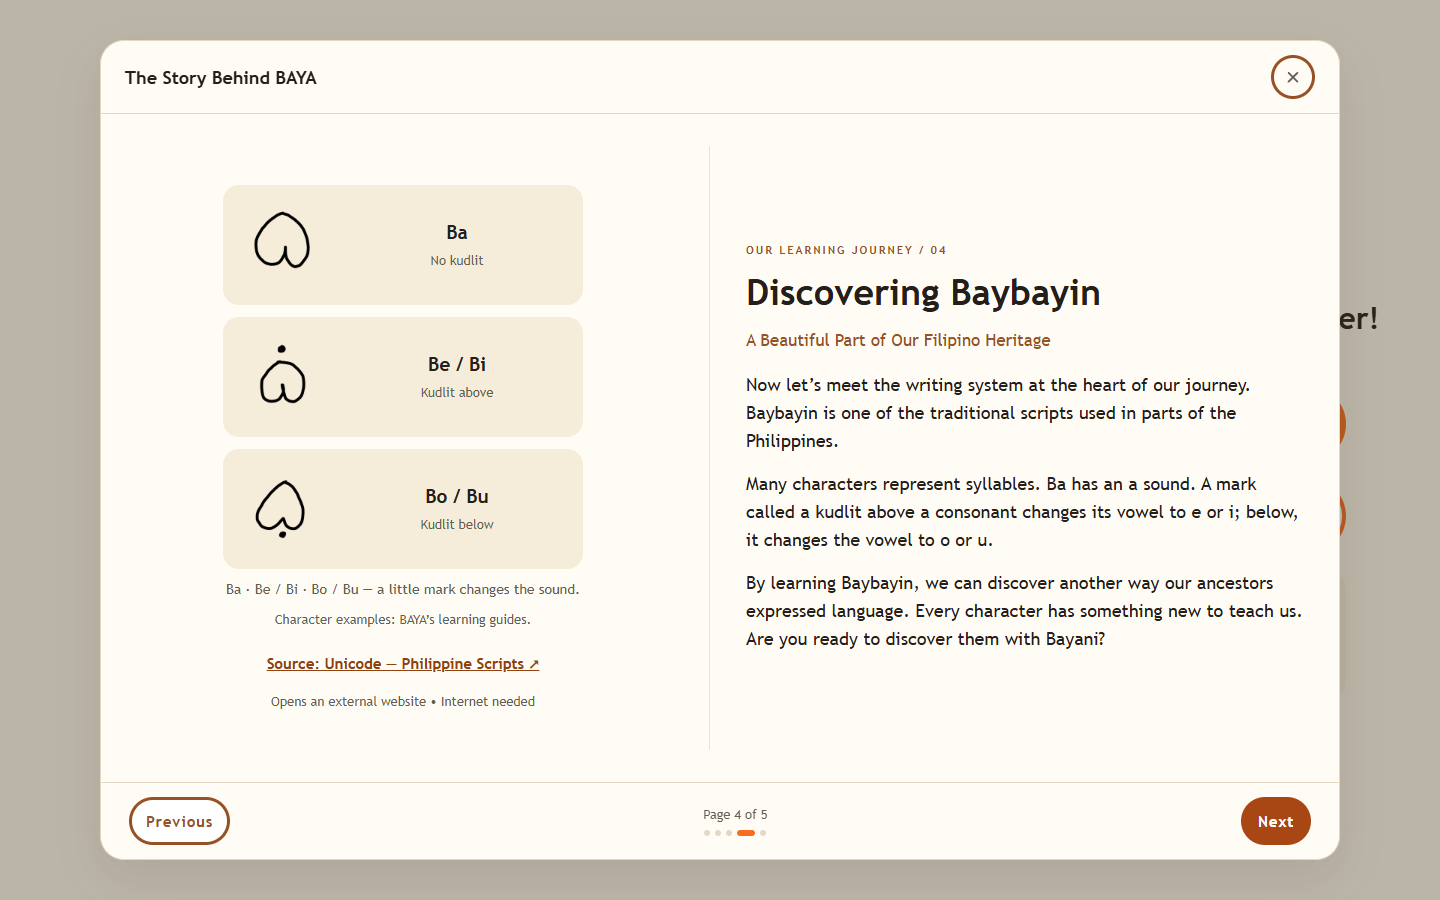 The Story Behind BAYA
✕
ᜊ
Ba
No kudlit
ᜊᜒ
Be / Bi
Kudlit above
ᜊᜓ
Bo / Bu
Kudlit below
Ba · Be / Bi · Bo / Bu — a little mark changes the sound.
Character examples: BAYA’s learning guides.
Source: Unicode — Philippine Scripts ↗
Opens an external website • Internet needed
OUR LEARNING JOURNEY / 04
Discovering Baybayin
A Beautiful Part of Our Filipino Heritage
Now let’s meet the writing system at the heart of our journey.
Baybayin is one of the traditional scripts used in parts of the
Philippines.
Many characters represent syllables. Ba has an a sound. A mark
called a kudlit above a consonant changes its vowel to e or i; below,
it changes the vowel to o or u.
By learning Baybayin, we can discover another way our ancestors
expressed language. Every character has something new to teach us.
Are you ready to discover them with Bayani?
er!
Previous
Page 4 of 5
Next